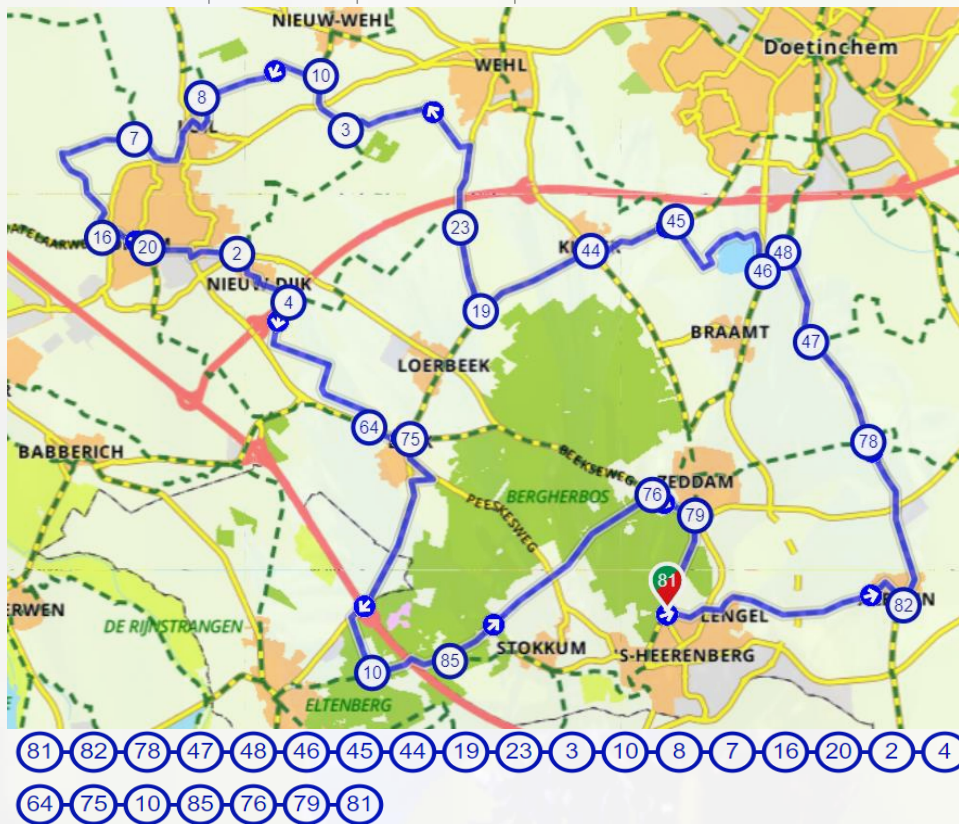 NIEUW-WEHL
Doetinchem
WEHL
10
8
3
7
45
23
16
20
2
44
48
46
NIEUW-DIJK
4
19
BRAAMT
47
LOERBEEK
64
75
78
BABBERICH
BEEKSEWEG
ZEDDAM
BERGHERBOS
76
PEESKESWEG
79
81
82
LENGEL
DE RIJNSTRANGEN
STOKKUM
'S-HEERENBERG
85
10
ELTENBERG
81 82 78 47 48 46 45 44 19 23 3 10 8 7 16 20 2 4
64 75 10 85 76 79 81